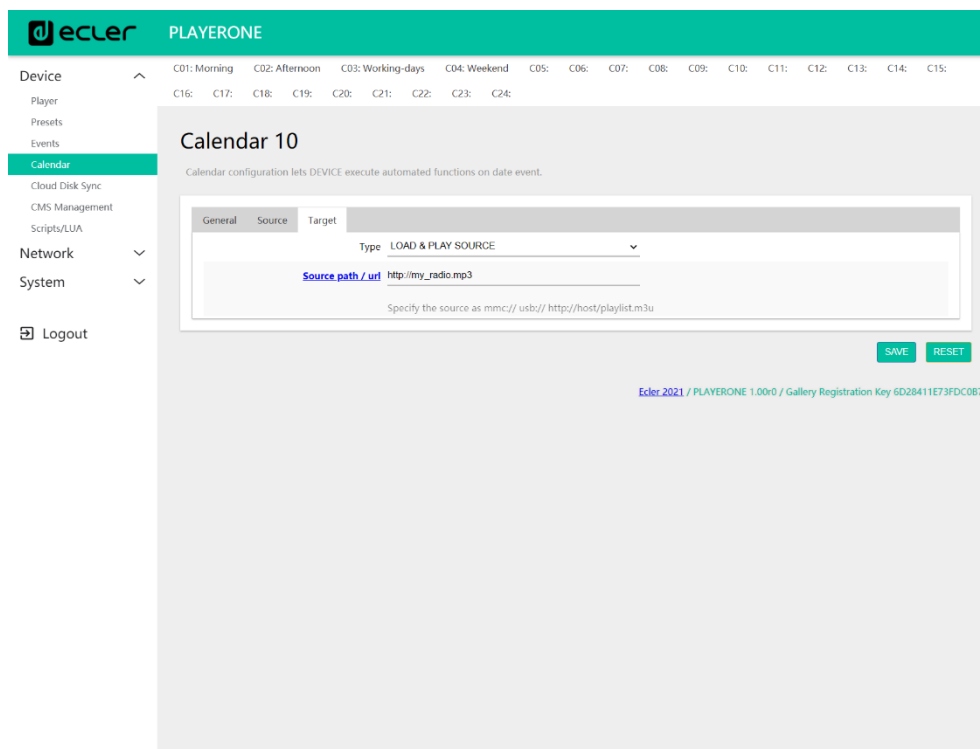 ecler
PLAYERONE
Device
Player
Presets
Events
Calendar
Cloud Disk Sync
CMS Management
Scripts/LUA
Network
System
Logout
C01: Morning C02: Afternoon C03: Working-days C04: Weekend C05: C06: C07: C08: C09: C10: C11: C12: C13: C14: C15:
C16: C17: C18: C19: C20: C21: C22: C23: C24:
Calendar 10
Calendar configuration lets DEVICE execute automated functions on date event.
General Source Target
Type LOAD & PLAY SOURCE
Source path / url http://my_radio.mp3
Specify the source as mmc:// usb:// http://host/playlist.m3u
SAVE RESET
Ecler 2021 / PLAYERONE 1.00r0 / Gallery Registration Key 6D28411E73FDC0B7